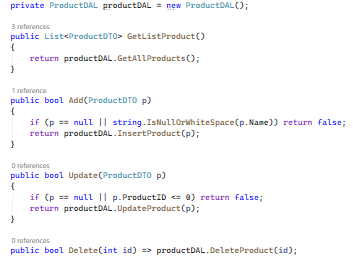 private ProductDAL productDAL = new ProductDAL();
3 references
public List<ProductDTO> GetListProduct()
{
return productDAL.GetAllProducts();
}
1 reference
public bool Add(ProductDTO p)
{
if (p == null || string.IsNullOrWhiteSpace(p.Name)) return false;
return productDAL.InsertProduct(p);
}
0 references
public bool Update(ProductDTO p)
{
if (p == null || p.ProductID <= 0) return false;
return productDAL.UpdateProduct(p);
}
0 references
public bool Delete(int id) => productDAL.DeleteProduct(id);